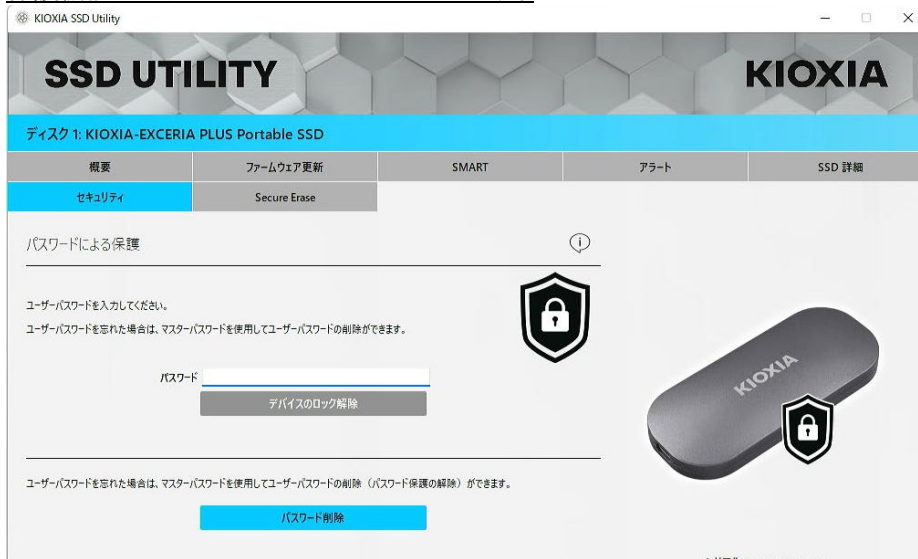 KIOXIA SSD Utility
SSD UTILITY
KIOXIA
ディスク 1: KIOXIA-EXCERIA PLUS Portable SSD
概要
ファームウェア更新
SMART
アラート
SSD 詳細
セキュリティ
Secure Erase
パスワードによる保護
ユーザーパスワードを入力してください。
ユーザーパスワードを忘れた場合は、マスターパスワードを使用してユーザーパスワードの削除ができます。
パスワード
デバイスのロック解除
KIOXIA
ユーザーパスワードを忘れた場合は、マスターパスワードを使用してユーザーパスワードの削除（パスワード保護の解除）ができます。
パスワード削除